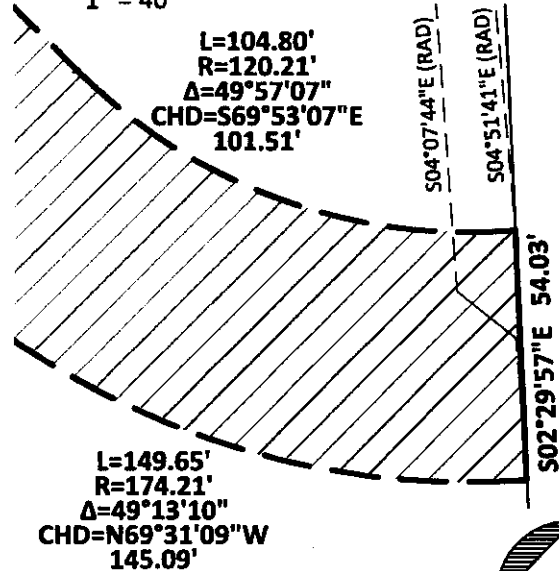 1" = 40'
L=104.80'
R=120.21'
Δ=49°57'07"
CHD=S69°53'07"E
101.51'
S04°07'44"E (RAD)
S04°51'41"E (RAD)
S02°29'57"E 54.03'
L=149.65'
R=174.21'
Δ=49°13'10"
CHD=N69°31'09"W
145.09'